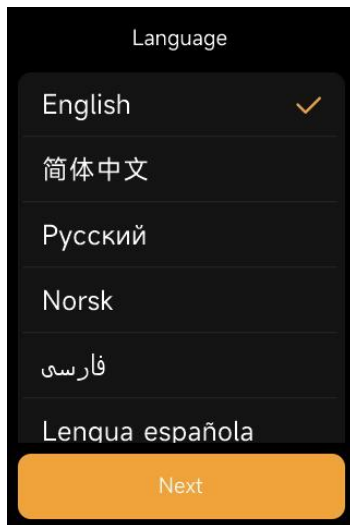 Language
English
简体中文
Русский
Norsk
فارسی
Lengua española
Next